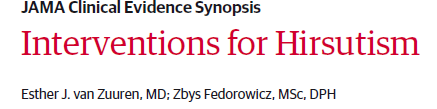 JAMA Clinical Evidence Synopsis
Interventions for Hirsutism
Esther J. van Zuuren, MD; Zbys Fedorowicz, MSc, DPH